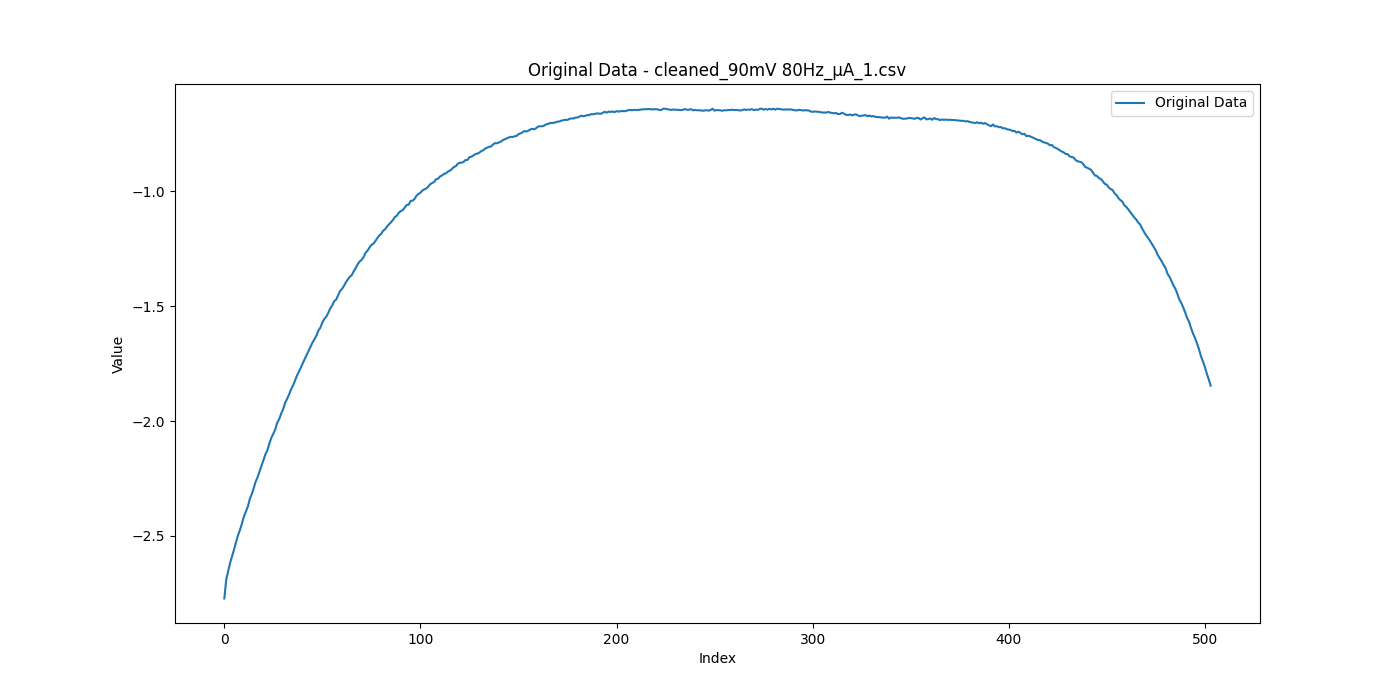 Original Data - cleaned_90mV 80Hz_µA_1.csv
Original Data
−1.0
−1.5
−2.0
−2.5
Value
0 100 200 300 400 500
Index